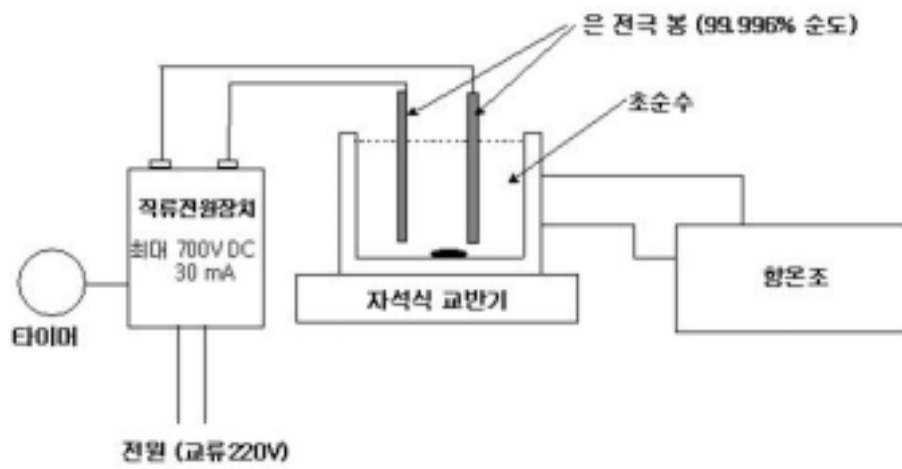 은 전극 봉 (99.996% 순도)
초순수
직류전원장치
최대 700V DC
30 mA
타이머
자석식 교반기
항온조
전원 (교류220V)